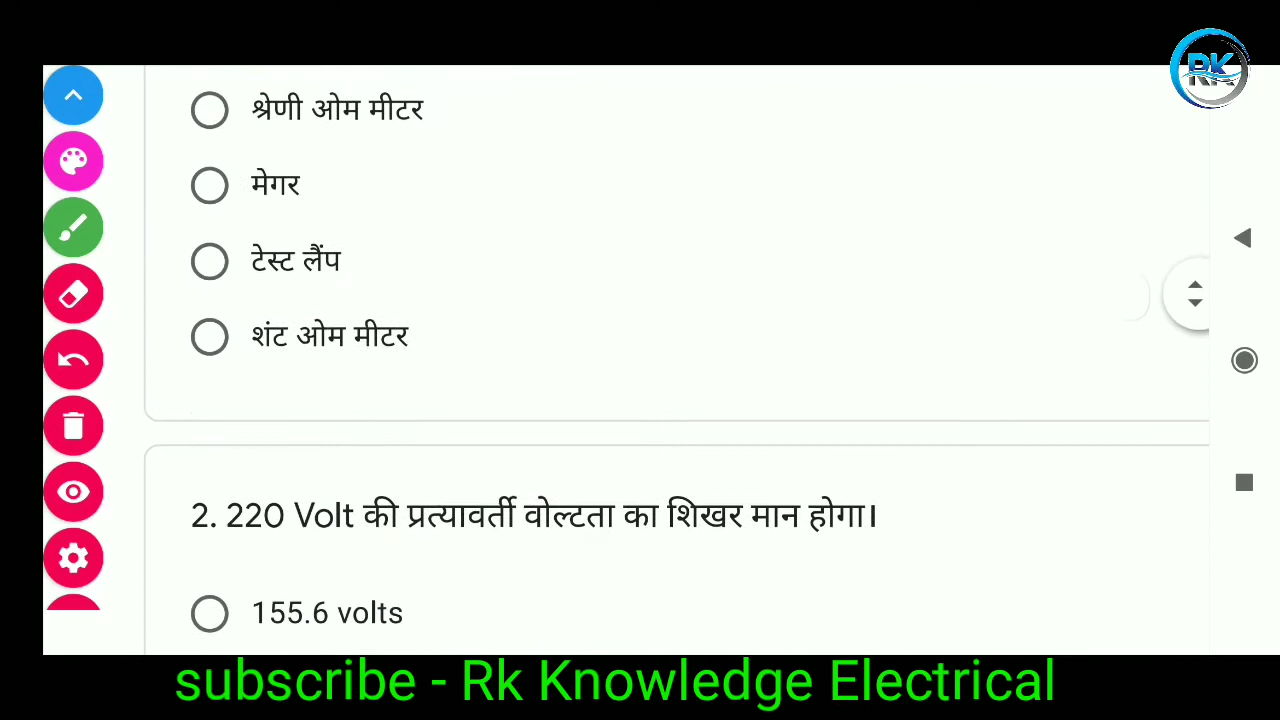 RK
श्रेणी ओम मीटर
मेगर
टेस्ट लैंप
शंट ओम मीटर
2. 220 Volt की प्रत्यावर्ती वोल्टता का शिखर मान होगा।
155.6 volts
subscribe - Rk Knowledge Electrical